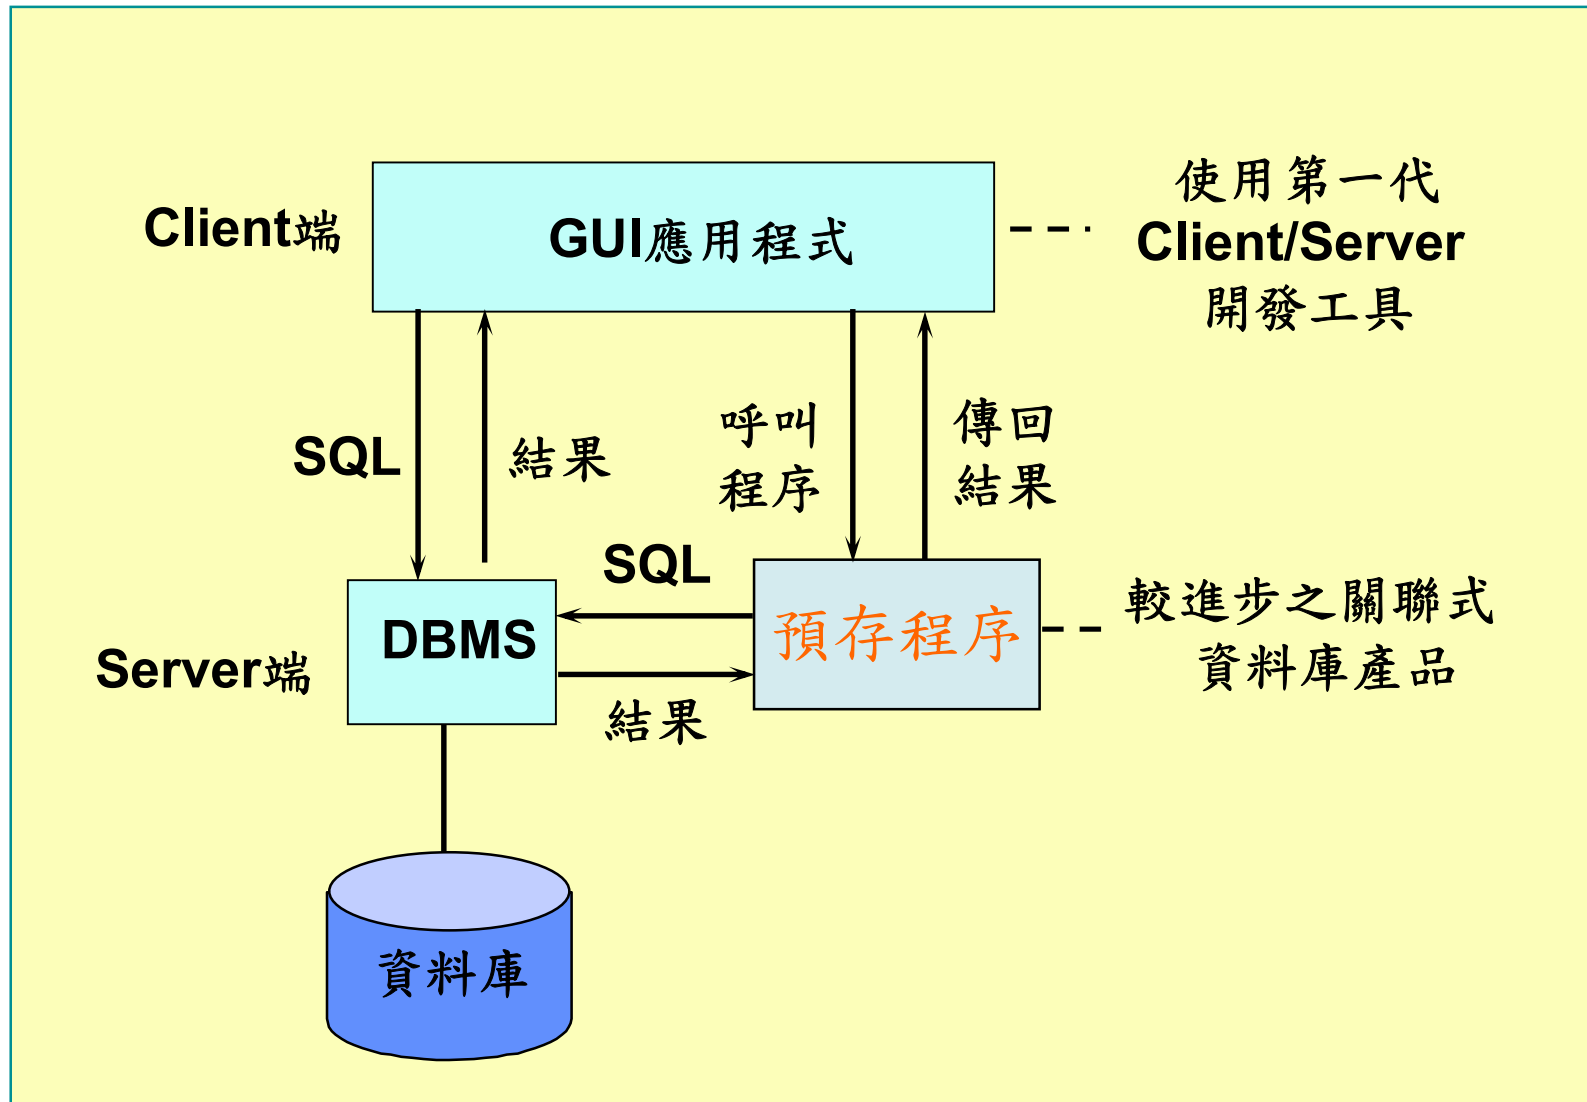 使用第一代
Client端
GUI應用程式
Client/Server
開發工具
呼叫
程序
傳回
結果
SQL
結果
SQL
DBMS
預存程序
較進步之關聯式
資料庫產品
Server端
結果
資料庫